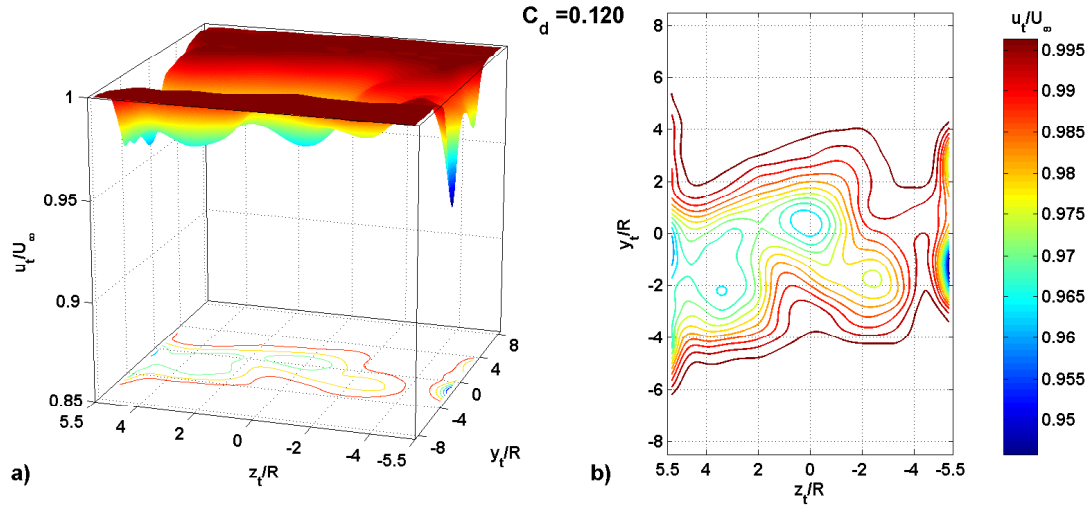 C_d =0.120
u_t/U_∞
1
0.95
0.9
0.85
u_t/U_∞
5.5 4 2 0 -2 -4 -5.5
z_t/R
-8 -4 0 4 8
y_t/R
a)
8
6
4
2
0
-2
-4
-6
-8
y_t/R
5.5 4 2 0 -2 -4 -5.5
z_t/R
b)
0.995
0.99
0.985
0.98
0.975
0.97
0.965
0.96
0.955
0.95